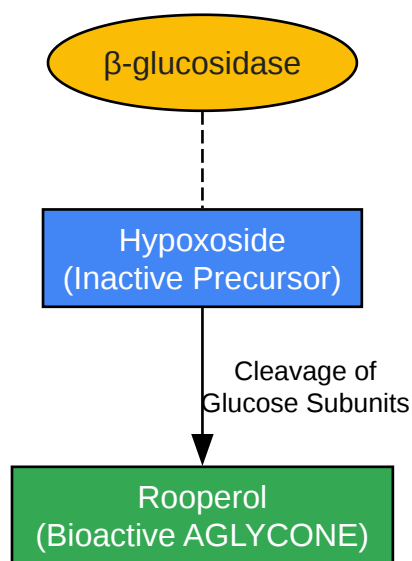 β-glucosidase
Hypoxoside
(Inactive Precursor)
Cleavage of
Glucose Subunits
Rooperol
(Bioactive AGLYCONE)